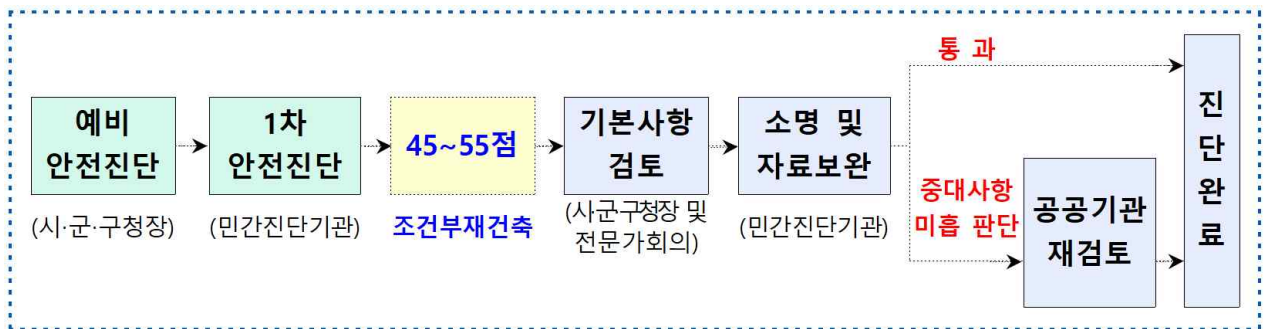 예비
안전진단
(시·군·구청장)
1차
안전진단
(민간진단기관)
45~55점
조건부재건축
기본사항
검토
(사군구청장 및
전문가회의)
소명 및
자료보완
(민간진단기관)
통 과
중대사항
미흡 판단
공공기관
재검토
진
단
완
료